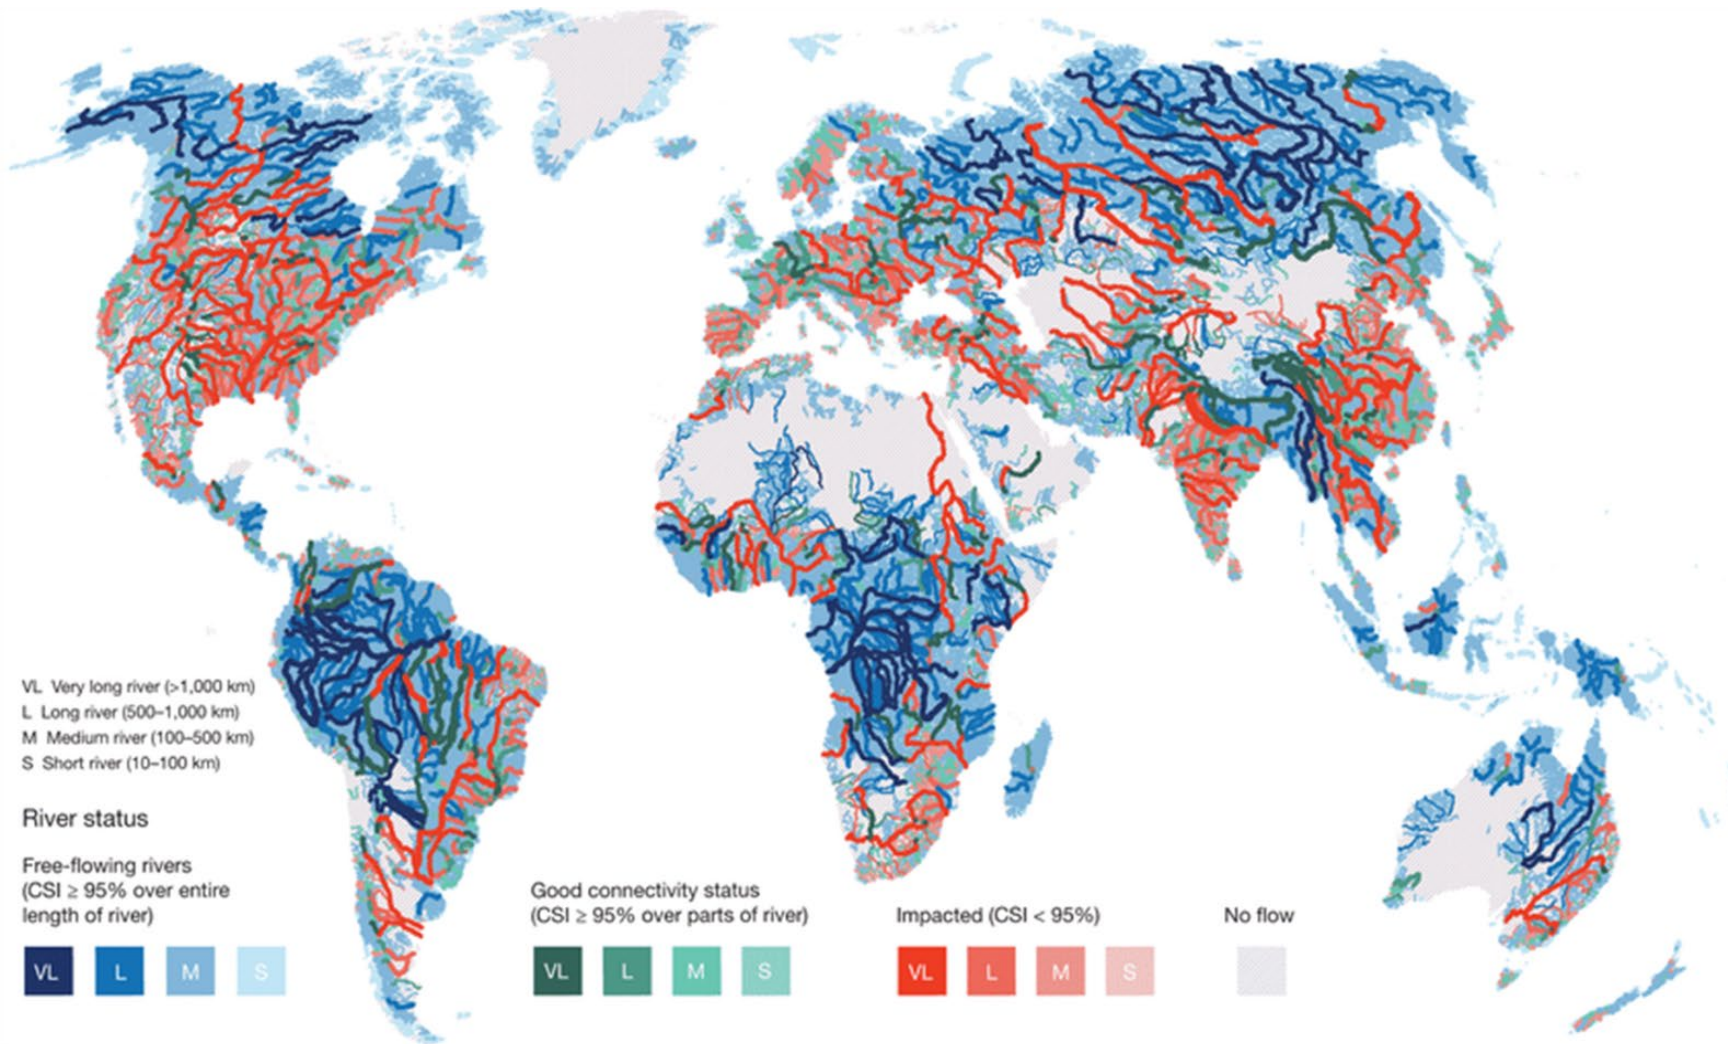 VL Very long river (>1,000 km)
L Long river (500–1,000 km)
M Medium river (100–500 km)
S Short river (10–100 km)
River status
Free-flowing rivers
(CSI ≥ 95% over entire
length of river)
VL L M S
Good connectivity status
(CSI ≥ 95% over parts of river)
VL L M S
Impacted (CSI < 95%)
VL L M S
No flow